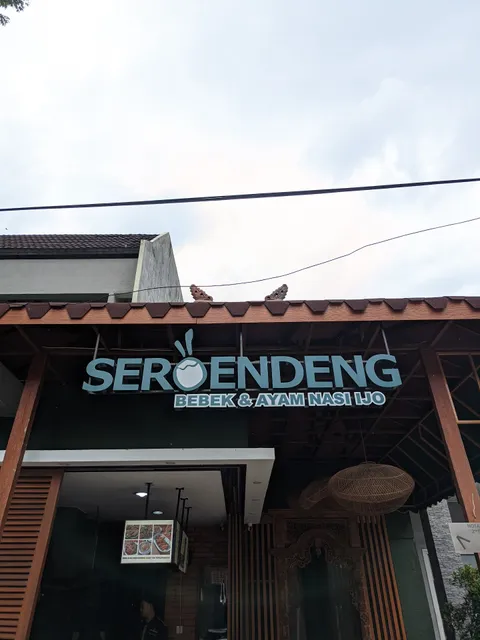 SEROENDENG
BEBEK & AYAM NASI IJO